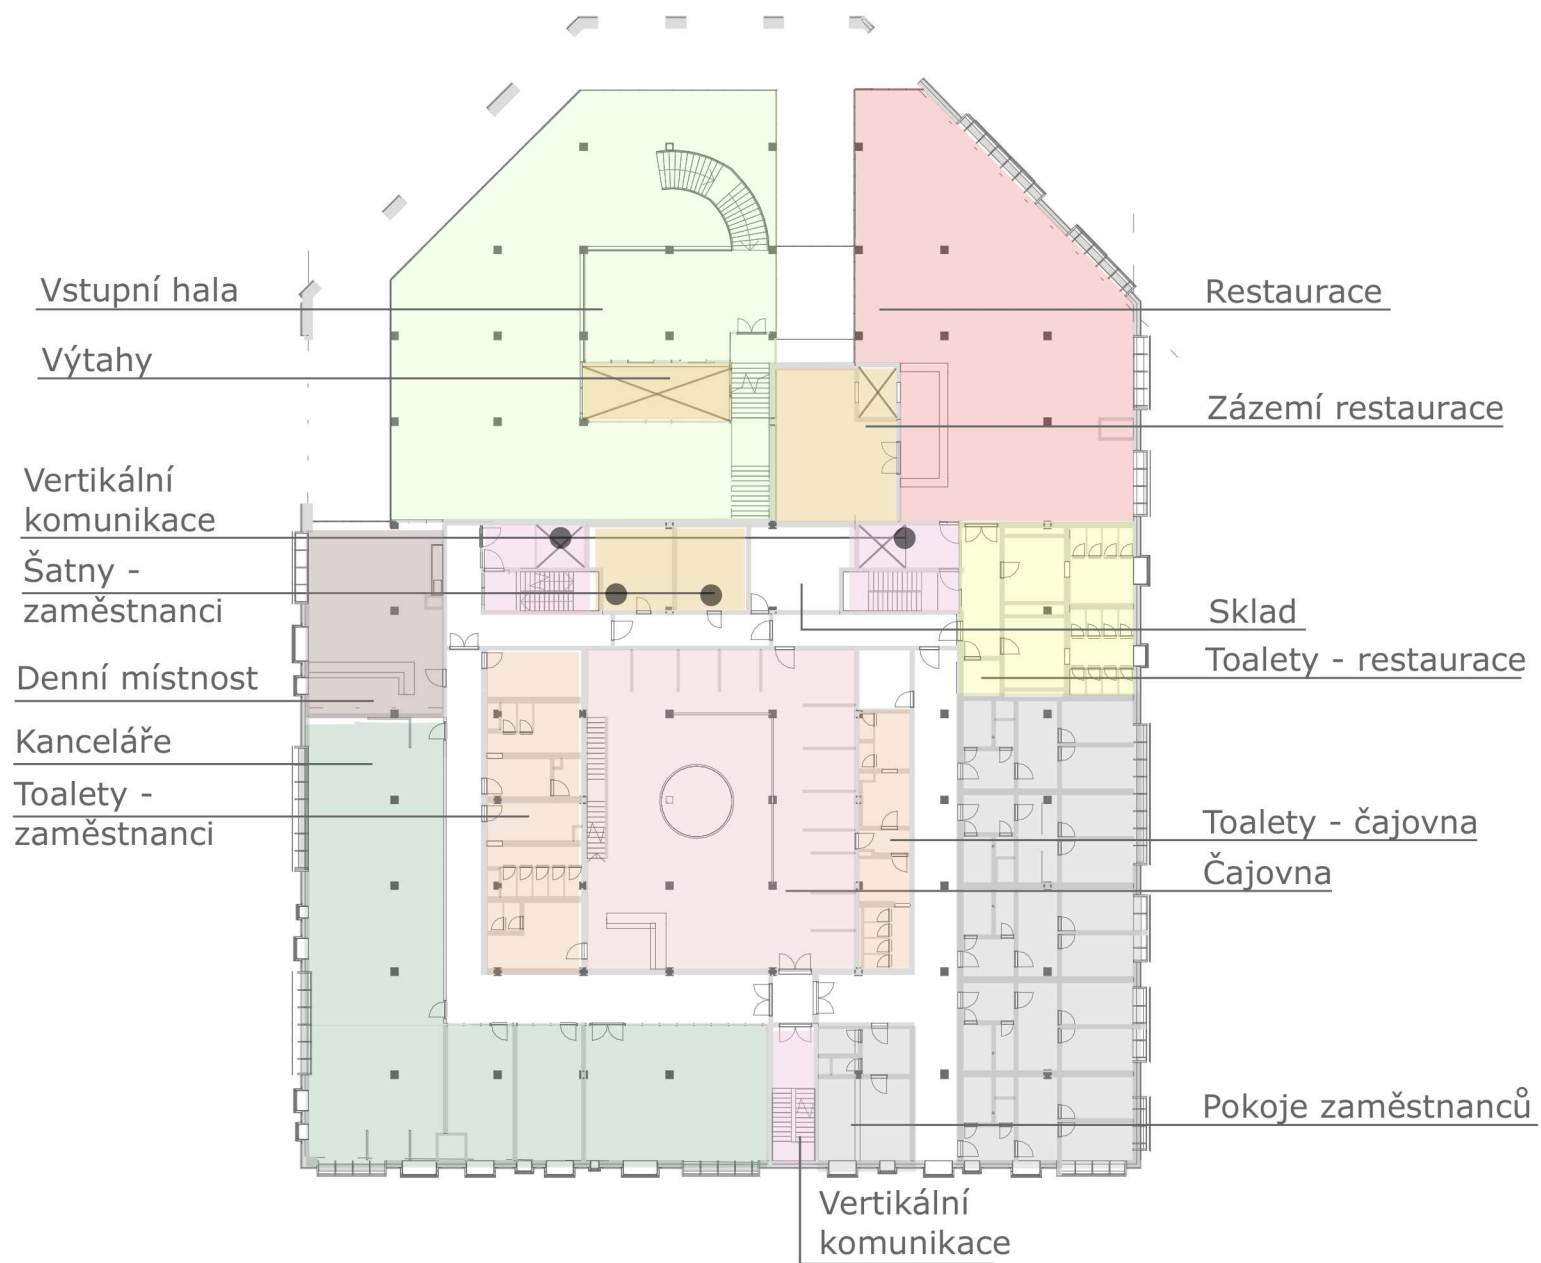 Vstupní hala
Výtahy
Vertikální
komunikace
Šatny -
zaměstnanci
Denní místnost
Kanceláře
Toalety -
zaměstnanci
Restaurace
Zázemí restaurace
Sklad
Toalety - restaurace
Toalety - čajovna
Čajovna
Pokoje zaměstnanců
Vertikální
komunikace